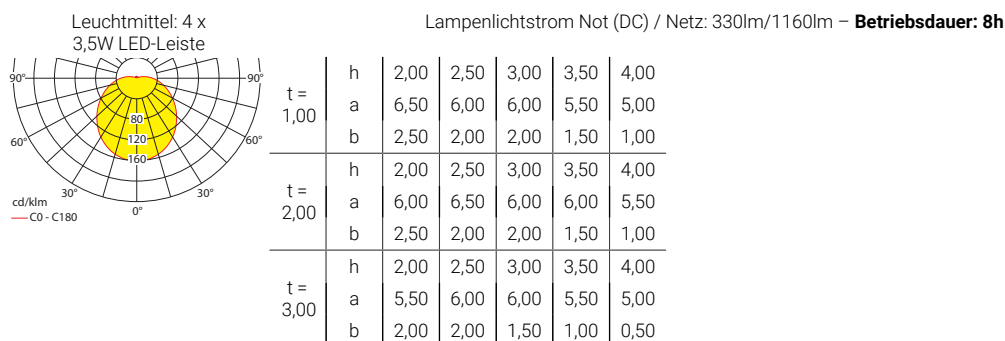 Leuchtmittel: 4 x
3,5W LED-Leiste
Lampenlichtstrom Not (DC) / Netz: 330lm/1160lm – Betriebsdauer: 8h
90° 90°
80
120
160
60° 60°
30° 30°
0°
cd/klm
C0 - C180
t = 1,00
h 2,00 2,50 3,00 3,50 4,00
a 6,50 6,00 6,00 5,50 5,00
b 2,50 2,00 2,00 1,50 1,00
t = 2,00
h 2,00 2,50 3,00 3,50 4,00
a 6,00 6,50 6,00 6,00 5,50
b 2,50 2,00 2,00 1,50 1,00
t = 3,00
h 2,00 2,50 3,00 3,50 4,00
a 5,50 6,00 6,00 5,50 5,00
b 2,00 2,00 1,50 1,00 0,50